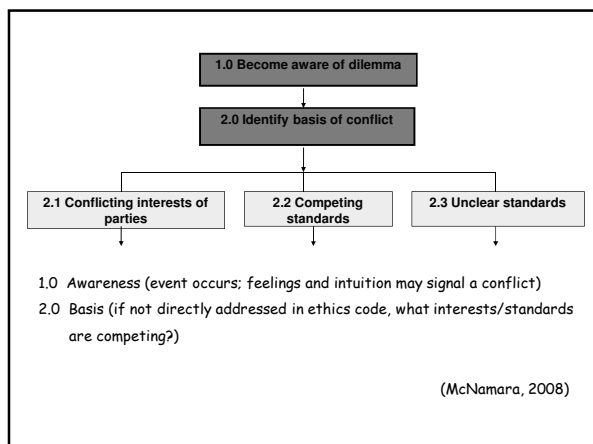 1.0 Become aware of dilemma
2.0 Identify basis of conflict
2.1 Conflicting interests of
parties
2.2 Competing
standards
2.3 Unclear standards
1.0 Awareness (event occurs; feelings and intuition may signal a conflict)
2.0 Basis (if not directly addressed in ethics code, what interests/standards
are competing?)
(McNamara, 2008)